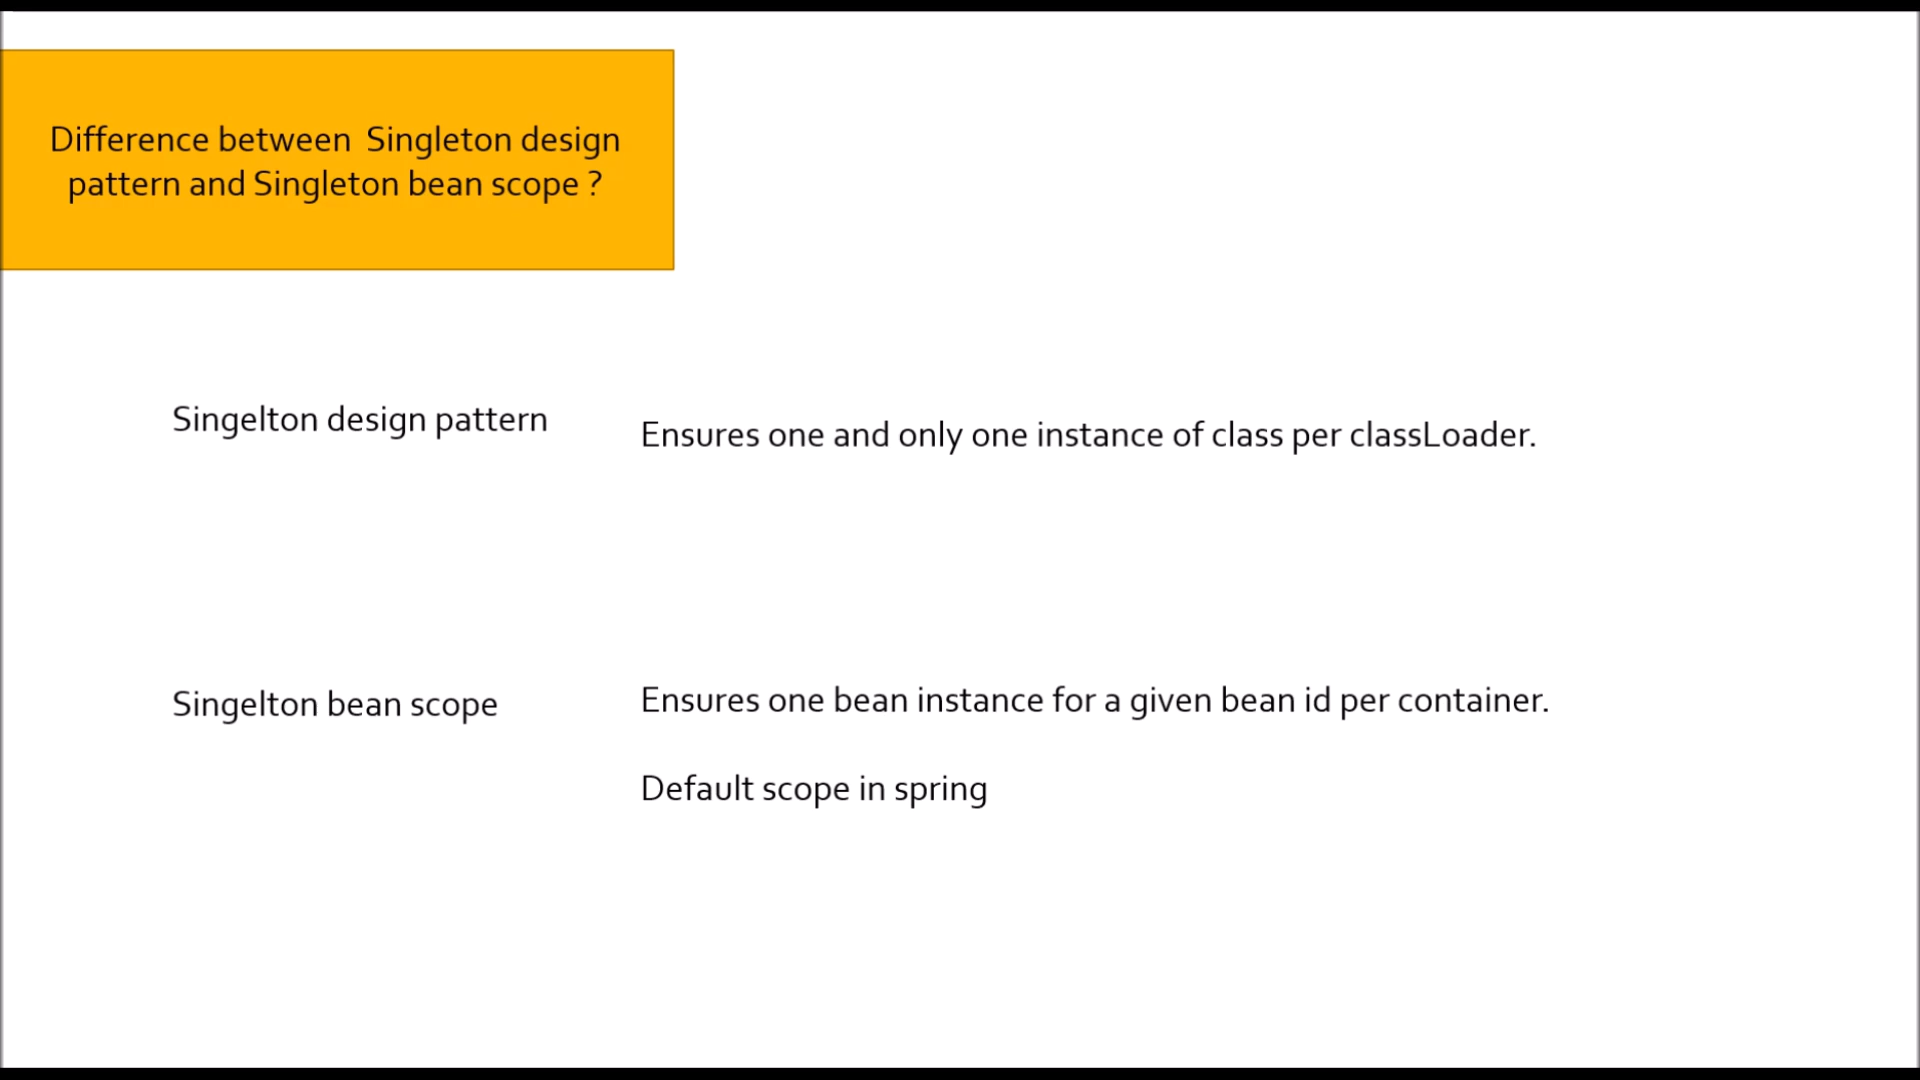 Difference between Singleton design
pattern and Singleton bean scope ?
Singelton design pattern
Ensures one and only one instance of class per classLoader.
Singelton bean scope
Ensures one bean instance for a given bean id per container.
Default scope in spring